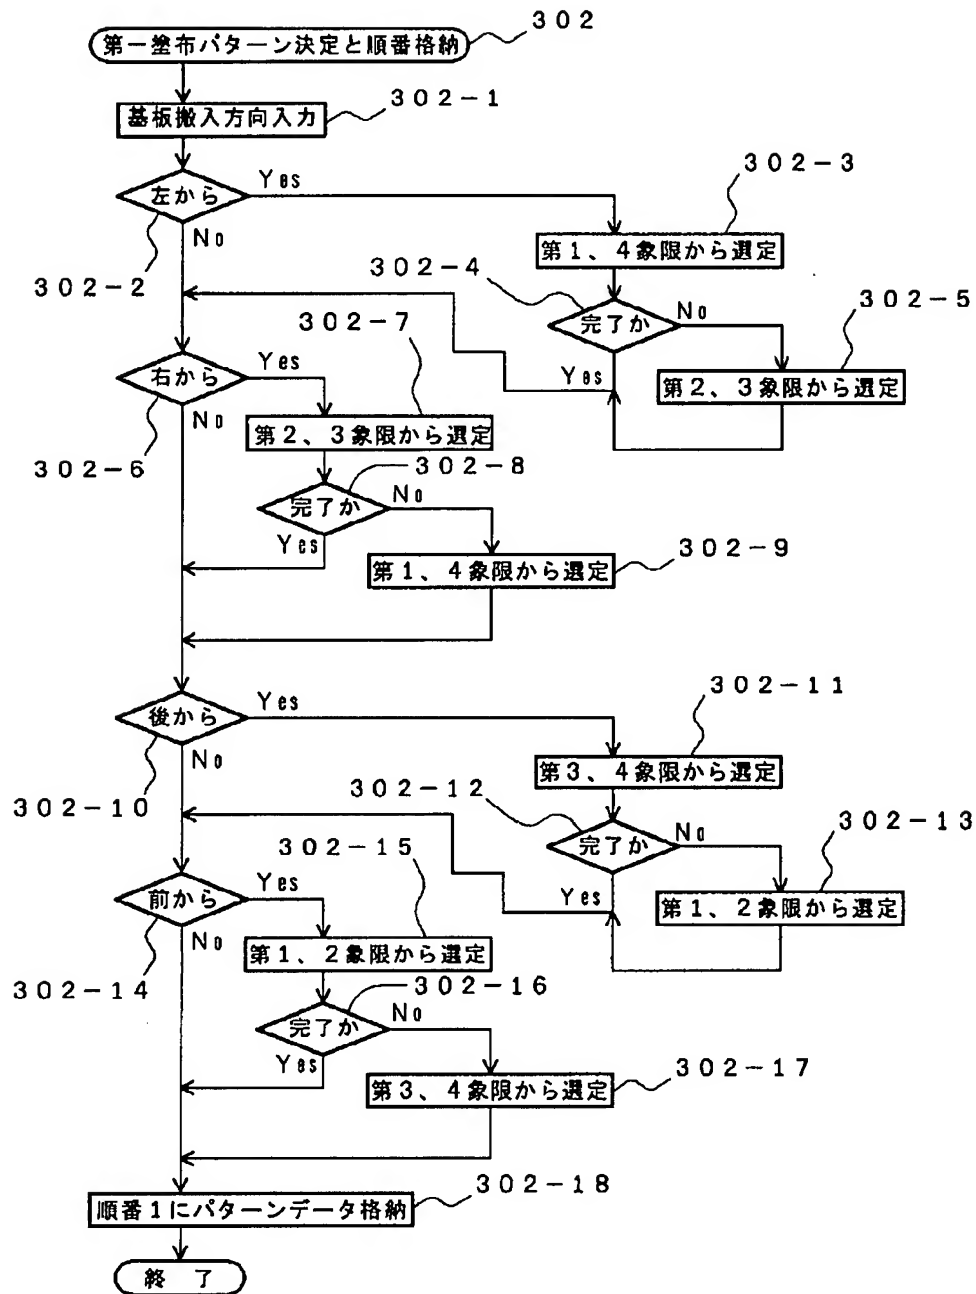 302
第一塗布パターン決定と順番格納
302-1
基板搬入方向入力
302-3
左から
Yes
No
第1、4象限から選定
302-2
302-4
302-5
完了か
No
Yes
302-7
右から
Yes
No
第2、3象限から選定
第2、3象限から選定
302-6
302-8
完了か
No
Yes
302-9
第1、4象限から選定
302-11
後から
Yes
No
第3、4象限から選定
302-10
302-12
302-13
完了か
No
Yes
302-15
前から
Yes
No
第1、2象限から選定
第1、2象限から選定
302-14
302-16
完了か
No
Yes
302-17
第3、4象限から選定
302-18
順番1にパターンデータ格納
終 了